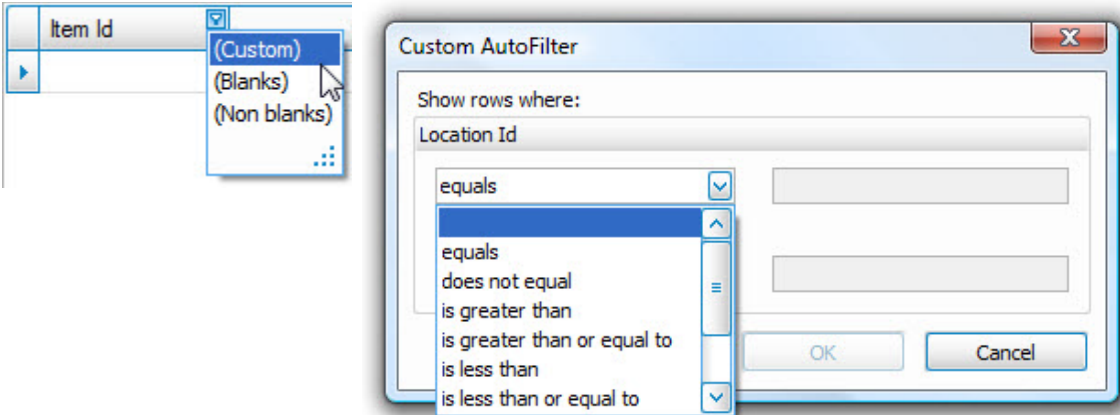 Item Id
(Custom)
(Blanks)
(Non blanks)
Custom AutoFilter
Show rows where:
Location Id
equals
equals
does not equal
is greater than
is greater than or equal to
is less than
is less than or equal to
OK
Cancel